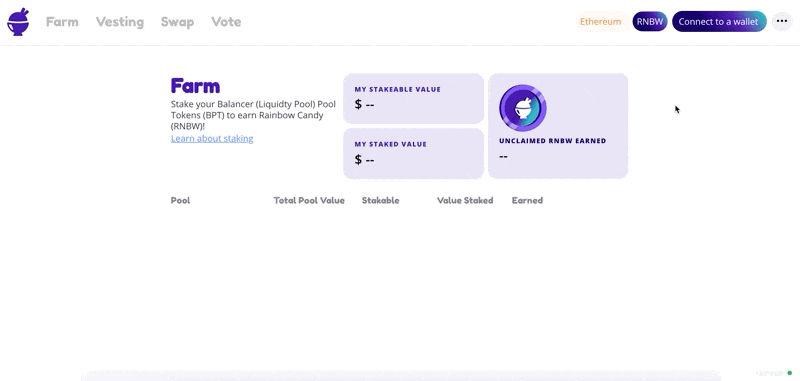 Farm Vesting Swap Vote
Ethereum RNBW Connect to a wallet
Farm
Stake your Balancer (Liquidty Pool) Pool
Tokens (BPT) to earn Rainbow Candy
(RNBW)!
Learn about staking
MY STAKEABLE VALUE
$ --
MY STAKED VALUE
$ --
UNCLAIMED RNBW EARNED
--
Pool Total Pool Value Stakable Value Staked Earned